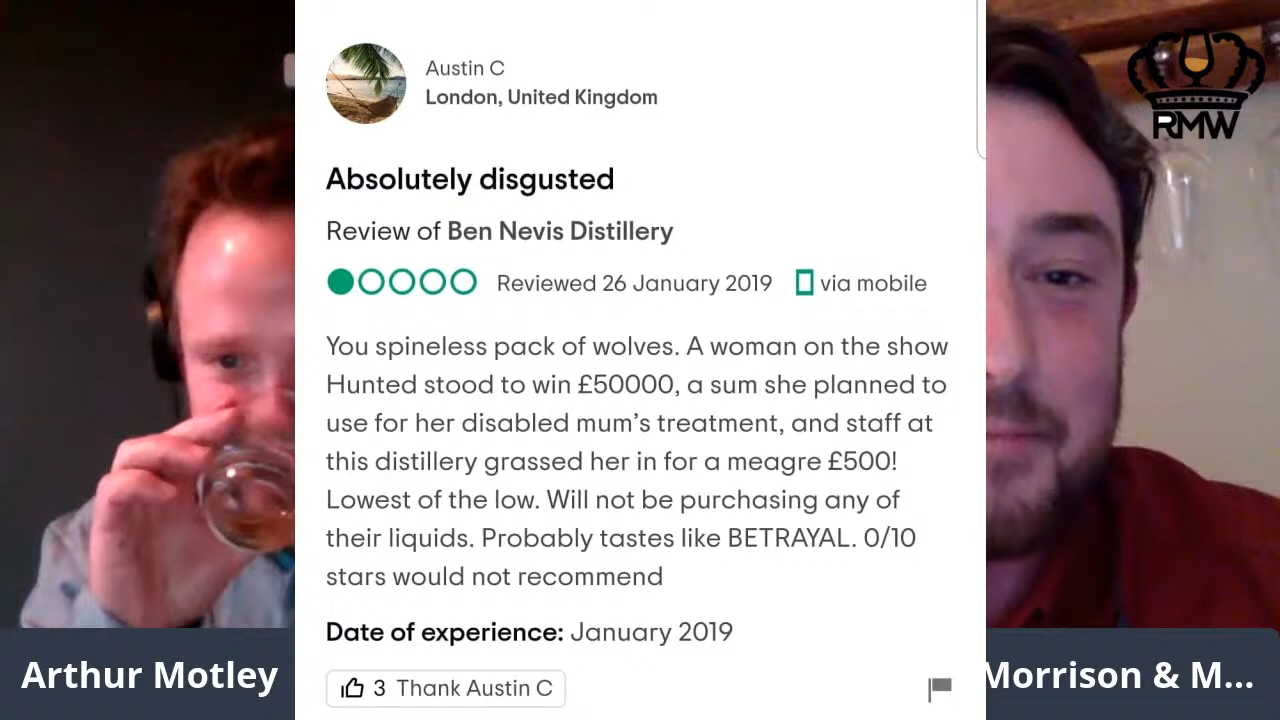 Austin C
London, United Kingdom
Absolutely disgusted
Review of Ben Nevis Distillery
Reviewed 26 January 2019 via mobile
You spineless pack of wolves. A woman on the show
Hunted stood to win £50000, a sum she planned to
use for her disabled mum’s treatment, and staff at
this distillery grassed her in for a meagre £500!
Lowest of the low. Will not be purchasing any of
their liquids. Probably tastes like BETRAYAL. 0/10
stars would not recommend
Date of experience: January 2019
3 Thank Austin C
RMW
Arthur Motley
Morrison & M...